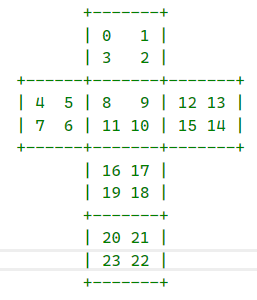 +-------+
| 0   1 |
| 3   2 |
+------+-------+-------+
| 4  5 | 8   9 | 12 13 |
| 7  6 | 11 10 | 15 14 |
+------+-------+-------+
| 16 17 |
| 19 18 |
+-------+
| 20 21 |
| 23 22 |
+-------+